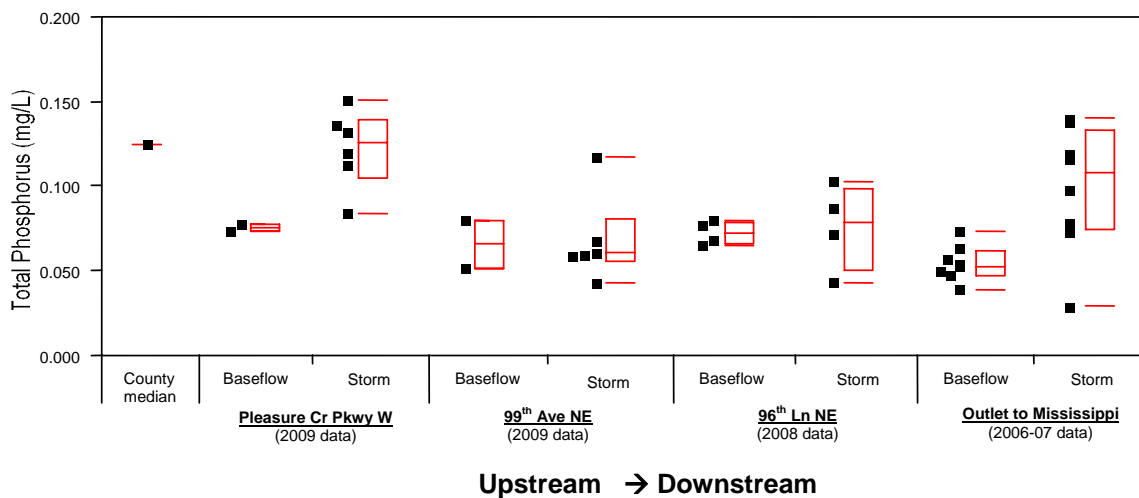 Total Phosphorus (mg/L)
0.200
0.150
0.100
0.050
0.000
County median
Baseflow
Storm
Baseflow
Storm
Baseflow
Storm
Baseflow
Storm
Pleasure Cr Pkwy W
(2009 data)
99th Ave NE
(2009 data)
96th Ln NE
(2008 data)
Outlet to Mississippi
(2006-07 data)
Upstream → Downstream